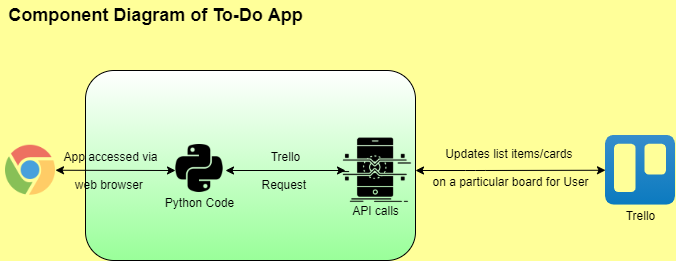 Component Diagram of To-Do App
App accessed via
web browser
Python Code
Trello
Request
API calls
Updates list items/cards
on a particular board for User
Trello